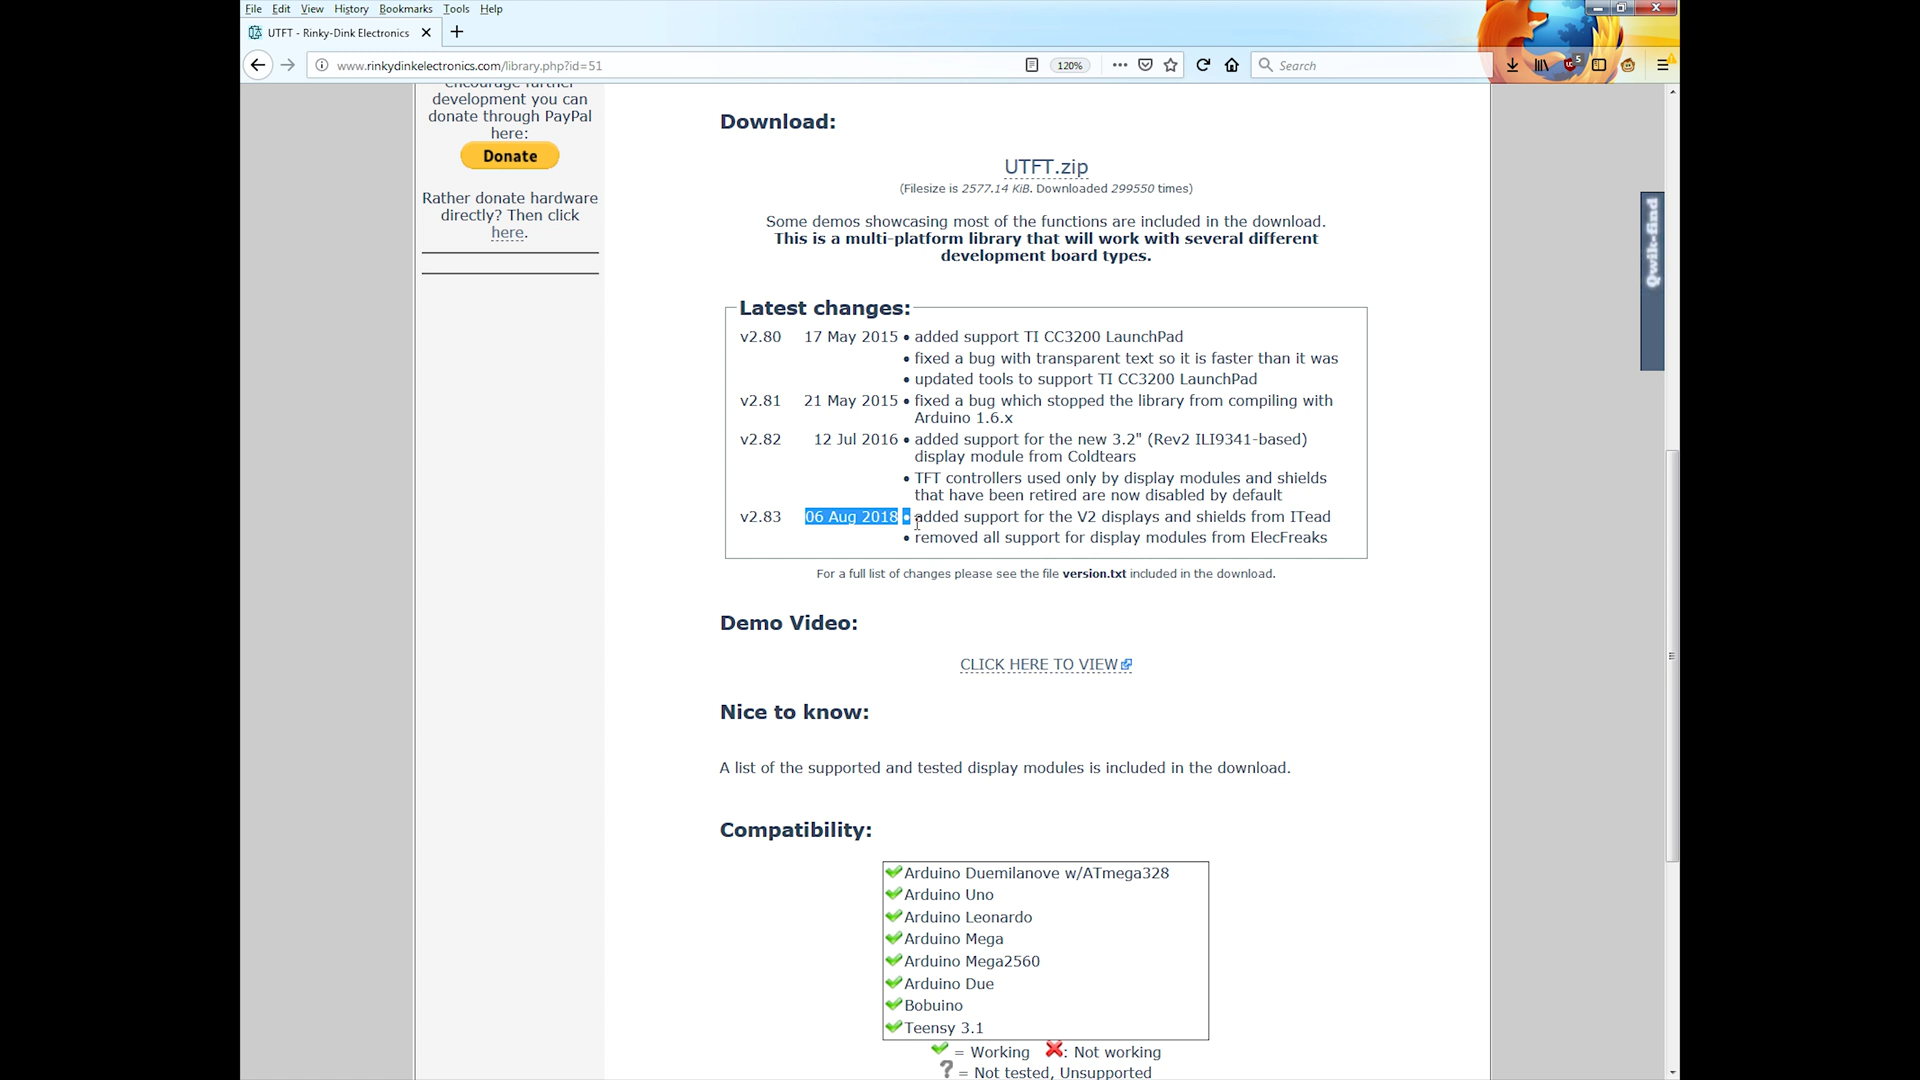 File Edit View History Bookmarks Tools Help
UTFT - Rinky-Dink Electronics
www.rinkydinkelectronics.com/library.php?id=51
120%
Search
5
encourage further
development you can
donate through PayPal
here:
Donate
Rather donate hardware
directly? Then click
here.
Download:
UTFT.zip
(Filesize is 2577.14 KiB. Downloaded 299550 times)
Some demos showcasing most of the functions are included in the download.
This is a multi-platform library that will work with several different
development board types.
Qwik-find
Latest changes:
v2.80 17 May 2015 • added support TI CC3200 LaunchPad
• fixed a bug with transparent text so it is faster than it was
• updated tools to support TI CC3200 LaunchPad
v2.81 21 May 2015 • fixed a bug which stopped the library from compiling with
Arduino 1.6.x
v2.82 12 Jul 2016 • added support for the new 3.2" (Rev2 ILI9341-based)
display module from Coldtears
• TFT controllers used only by display modules and shields
that have been retired are now disabled by default
v2.83 06 Aug 2018 • added support for the V2 displays and shields from ITead
• removed all support for display modules from ElecFreaks
For a full list of changes please see the file version.txt included in the download.
Demo Video:
CLICK HERE TO VIEW
Nice to know:
A list of the supported and tested display modules is included in the download.
Compatibility:
Arduino Duemilanove w/ATmega328
Arduino Uno
Arduino Leonardo
Arduino Mega
Arduino Mega2560
Arduino Due
Bobuino
Teensy 3.1
= Working : Not working
? = Not tested, Unsupported